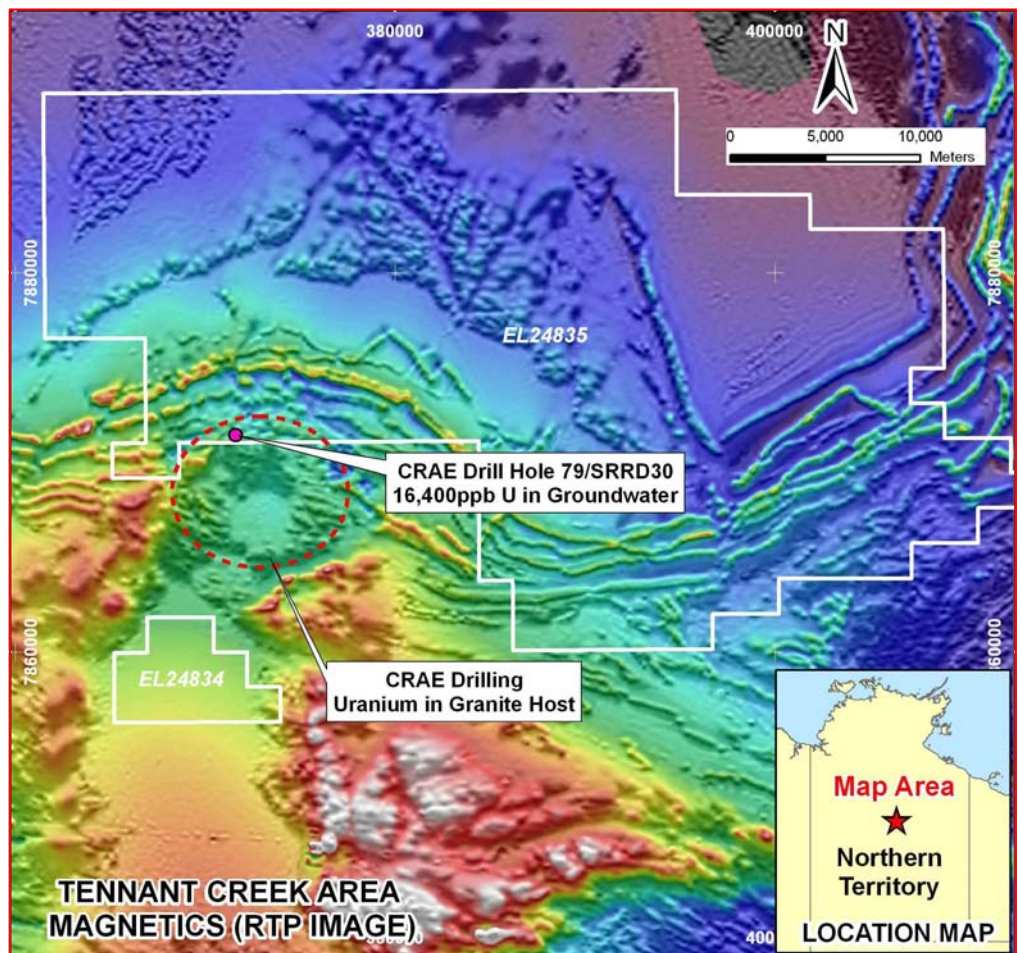 380000
400000
N
0 5,000 10,000
Meters
7880000
7880000
EL24835
CRAE Drill Hole 79/SRRD30
16,400ppb U in Groundwater
7860000
EL24834
CRAE Drilling
Uranium in Granite Host
Map Area
Northern
Territory
LOCATION MAP
TENNANT CREEK AREA
MAGNETICS (RTP IMAGE)